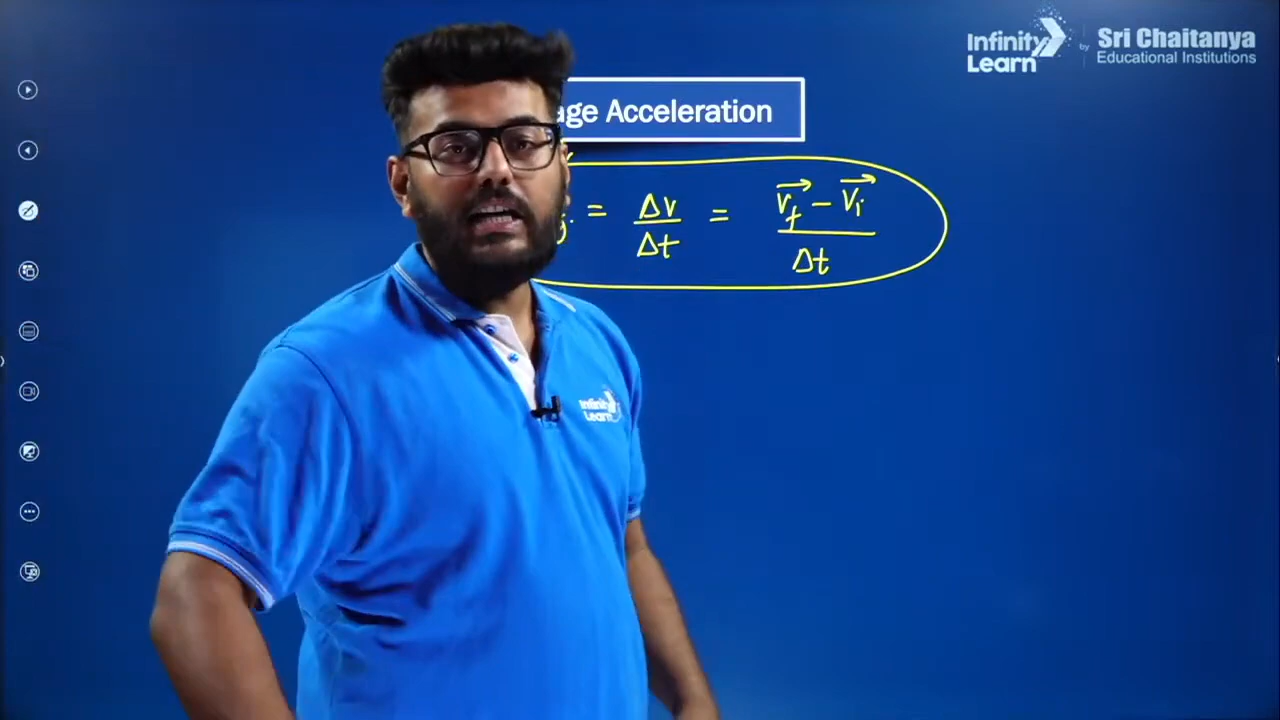 Infinity Learn by Sri Chaitanya Educational Institutions
age Acceleration
= Δv/Δt = (v⃗f − v⃗i)/Δt
Infinity Learn